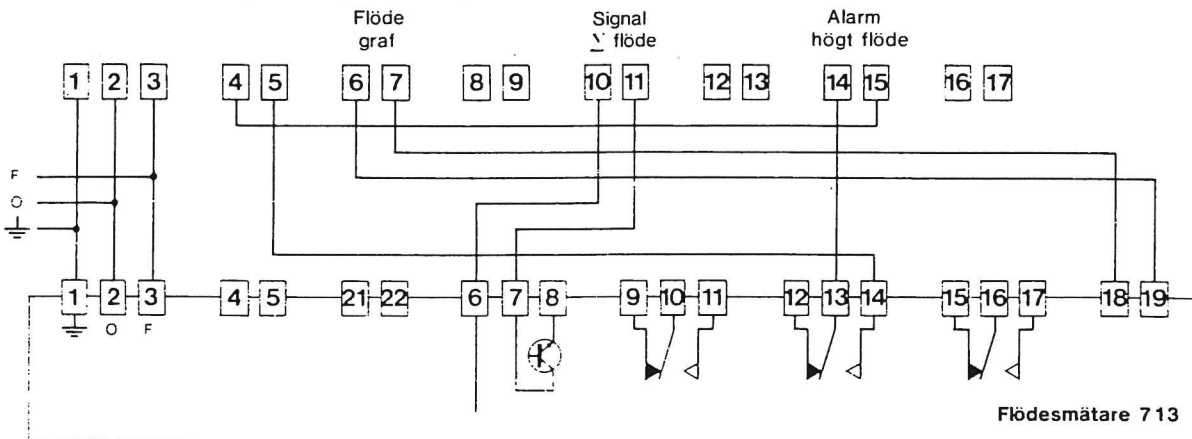 Flöde Signal Alarm
graf Σ flöde högt flöde
1 2 3 4 5 6 7 8 9 10 11 12 13 14 15 16 17
F
O
1 2 3 4 5 21 22 6 7 8 9 10 11 12 13 14 15 16 17 18 19
O F
Flödesmätare 713